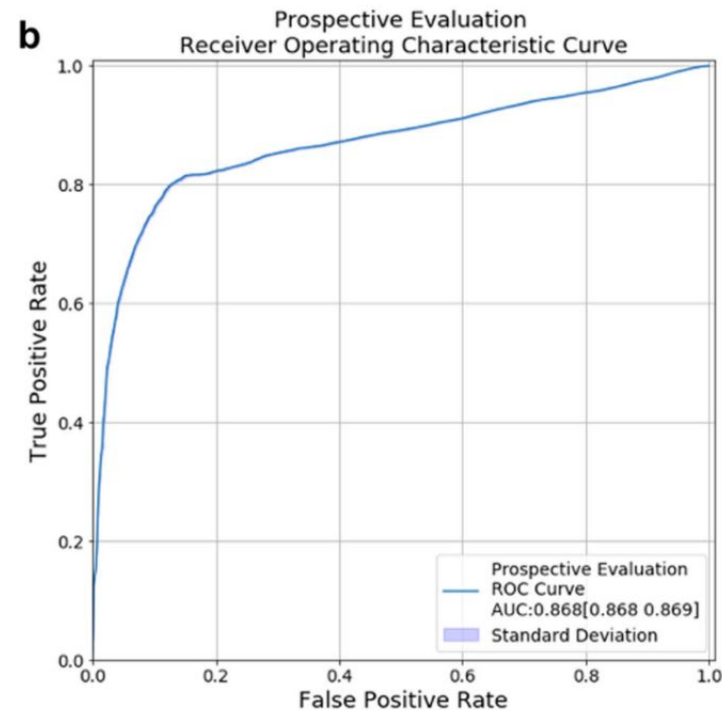 b
Prospective Evaluation
Receiver Operating Characteristic Curve
1.0
0.8
0.6
0.4
0.2
0.0
True Positive Rate
Prospective Evaluation
ROC Curve
AUC:0.868[0.868 0.869]
Standard Deviation
0.0 0.2 0.4 0.6 0.8 1.0
False Positive Rate